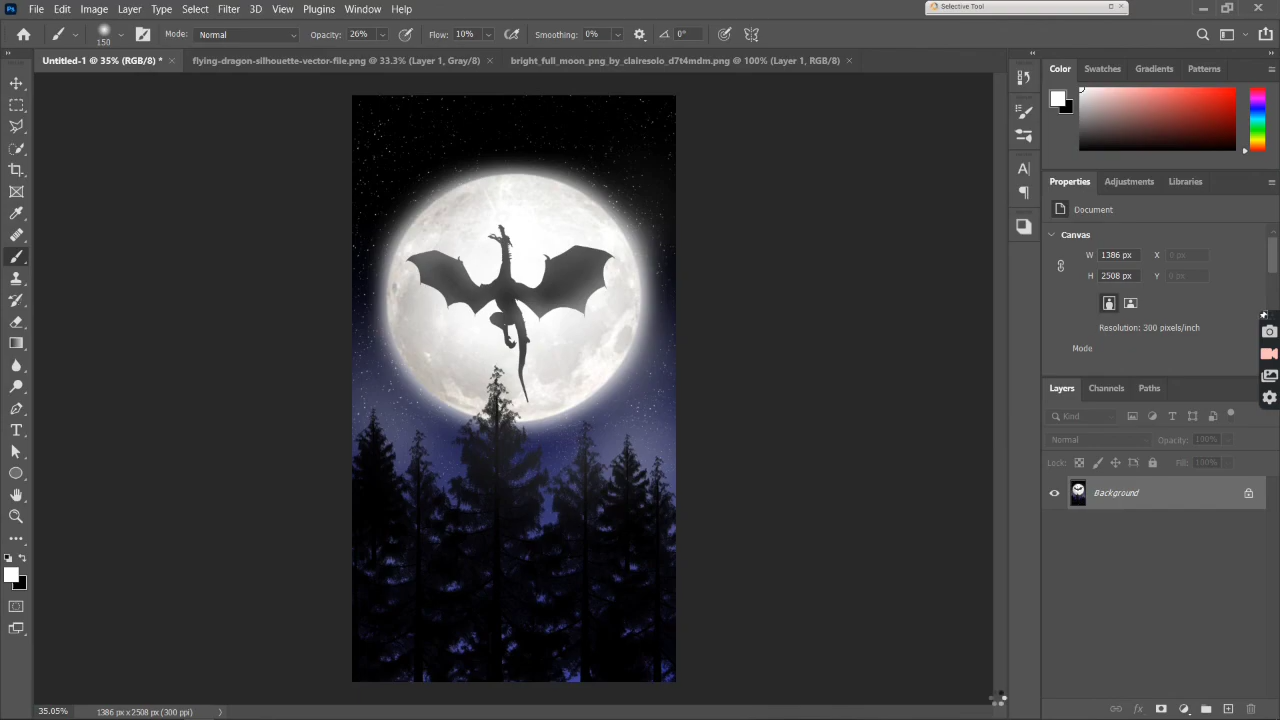 Ps File Edit Image Layer Type Select Filter 3D View Plugins Window Help
Selective Tool
150 Mode: Normal Opacity: 26% Flow: 10% Smoothing: 0% 0°
Untitled-1 @ 35% (RGB/8) * flying-dragon-silhouette-vector-file.png @ 33.3% (Layer 1, Gray/8) bright_full_moon_png_by_clairesolo_d7t4mdm.png @ 100% (Layer 1, RGB/8)
Color Swatches Gradients Patterns
Properties Adjustments Libraries
Document
Canvas
W 1386 px X 0 px
H 2508 px Y 0 px
Resolution: 300 pixels/inch
Mode
Layers Channels Paths
Kind
Normal Opacity: 100%
Lock: Fill: 100%
Background
35.05% 1386 px x 2508 px (300 ppi)